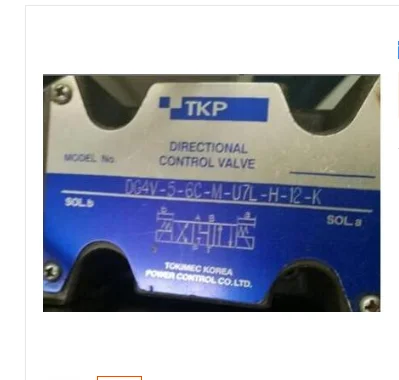 TKP
DIRECTIONAL
CONTROL VALVE
MODEL No.
DG4V-5-6C-M-U7L-H-12-K
SOL.b
SOL.a
TOKIMEC KOREA
POWER CONTROL CO.LTD.